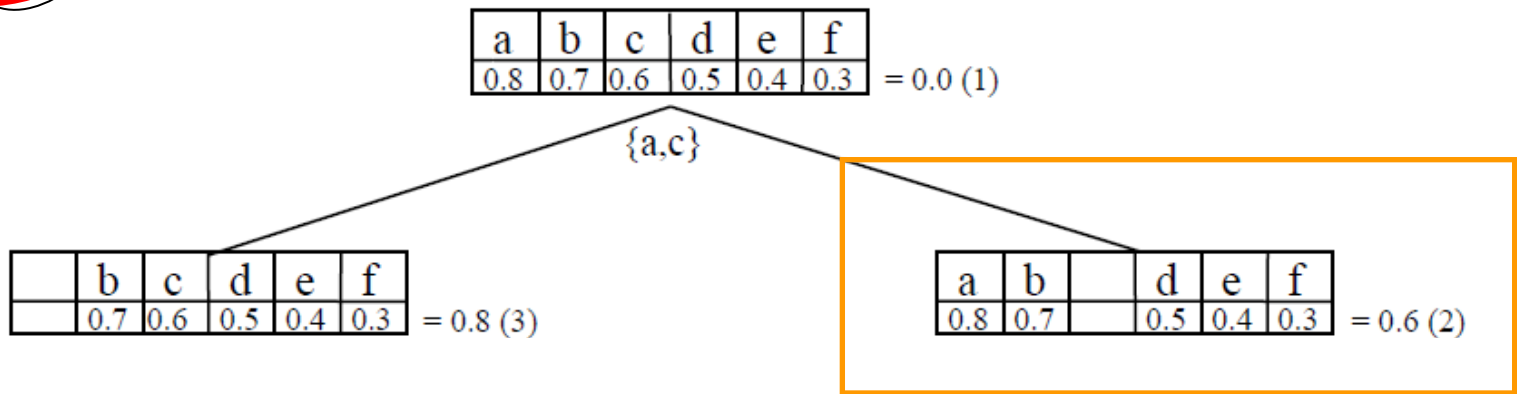 a b c d e f
0.8 0.7 0.6 0.5 0.4 0.3 = 0.0 (1)
{a,c}
b c d e f
0.7 0.6 0.5 0.4 0.3 = 0.8 (3)
a b d e f
0.8 0.7 0.5 0.4 0.3 = 0.6 (2)